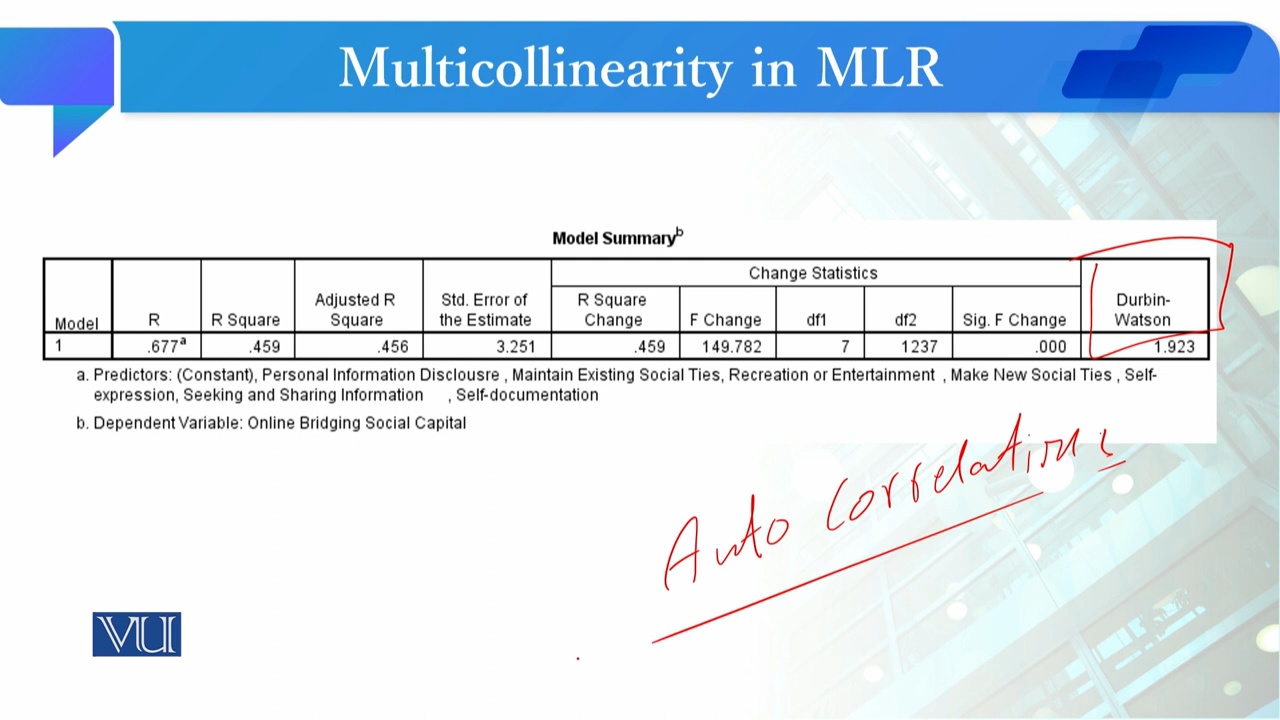 Multicollinearity in MLR
Model Summaryb
Change Statistics
Model R R Square Adjusted R Square Std. Error of the Estimate R Square Change F Change df1 df2 Sig. F Change Durbin-Watson
1 .677a .459 .456 3.251 .459 149.782 7 1237 .000 1.923
a. Predictors: (Constant), Personal Information Disclousre , Maintain Existing Social Ties, Recreation or Entertainment , Make New Social Ties , Self-
expression, Seeking and Sharing Information , Self-documentation
b. Dependent Variable: Online Bridging Social Capital
Auto Correlation
VU